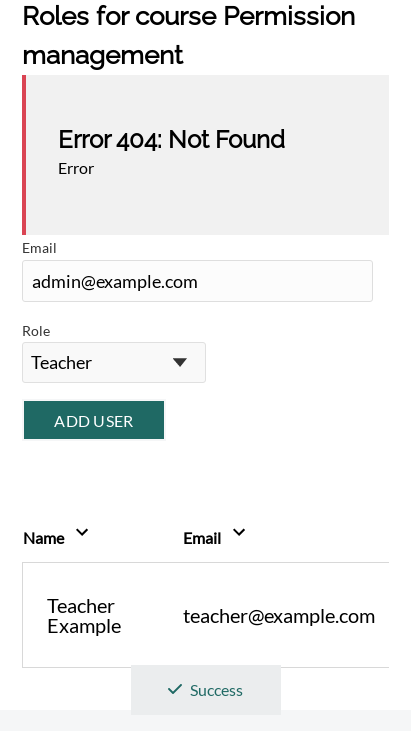 Roles for course Permission
management
Error 404: Not Found
Error
Email
admin@example.com
Role
Teacher
ADD USER
Name Email
Teacher
Example
teacher@example.com
Success